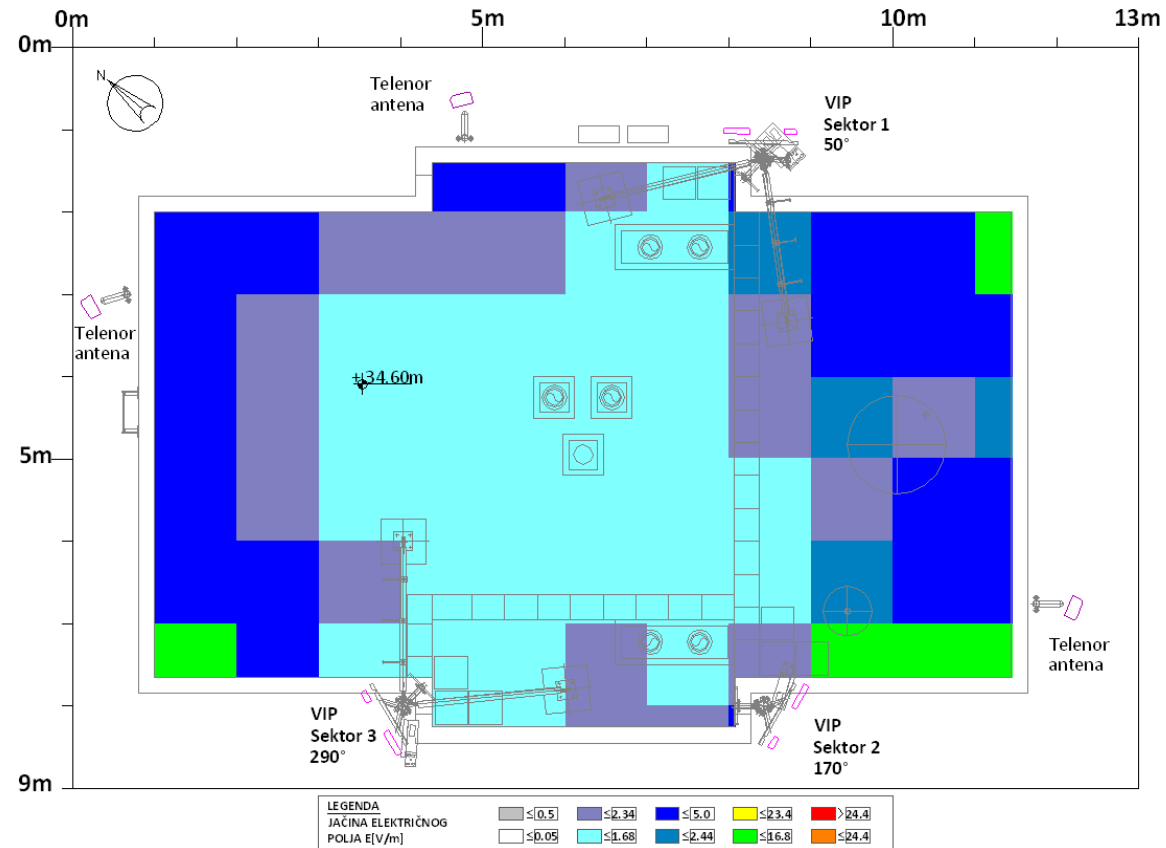 0m 5m 10m 13m
0m
N
Telenor
antena
VIP
Sektor 1
50°
Telenor
antena
+34.60m
5m
Telenor
antena
VIP
Sektor 3
290°
VIP
Sektor 2
170°
9m
LEGENDA
JAČINA ELEKTRIČNOG
POLJA E[V/m]
≤0.5 ≤2.34 ≤5.0 ≤23.4 >24.4
≤0.05 ≤1.68 ≤2.44 ≤16.8 ≤24.4